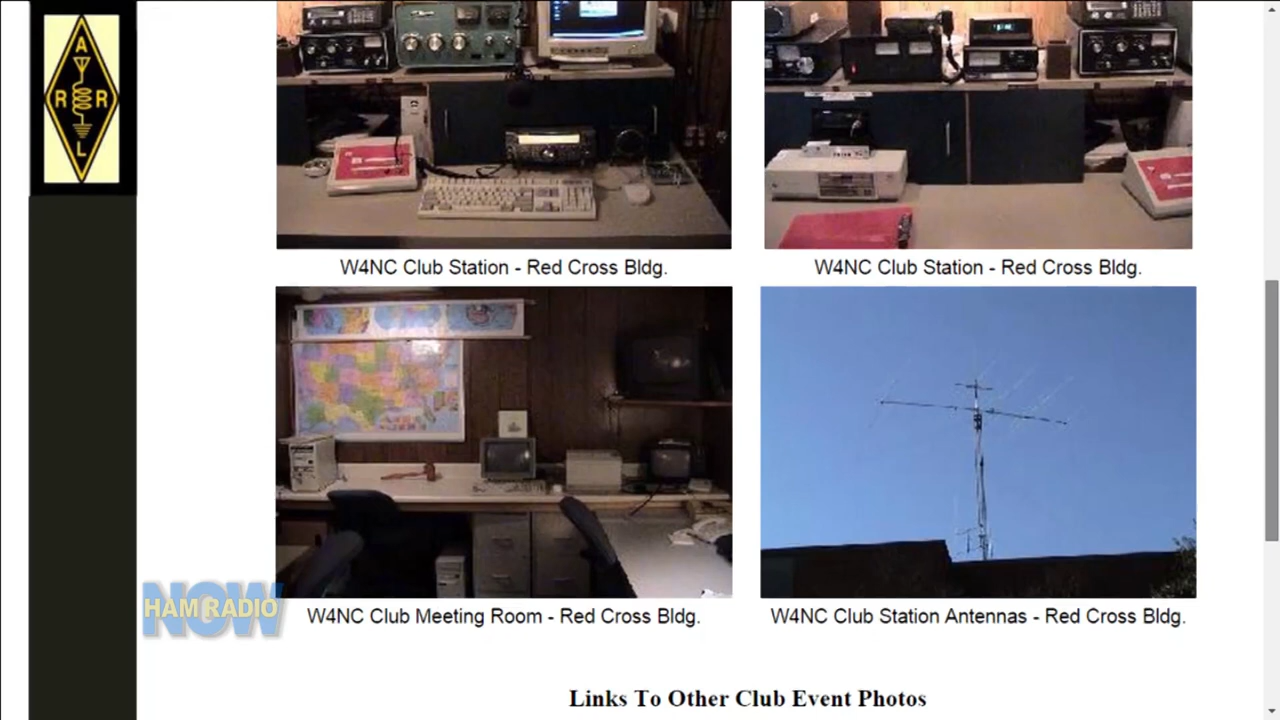 A
R R
L
W4NC Club Station - Red Cross Bldg.
W4NC Club Station - Red Cross Bldg.
W4NC Club Meeting Room - Red Cross Bldg.
W4NC Club Station Antennas - Red Cross Bldg.
HAM RADIO
NOW
Links To Other Club Event Photos